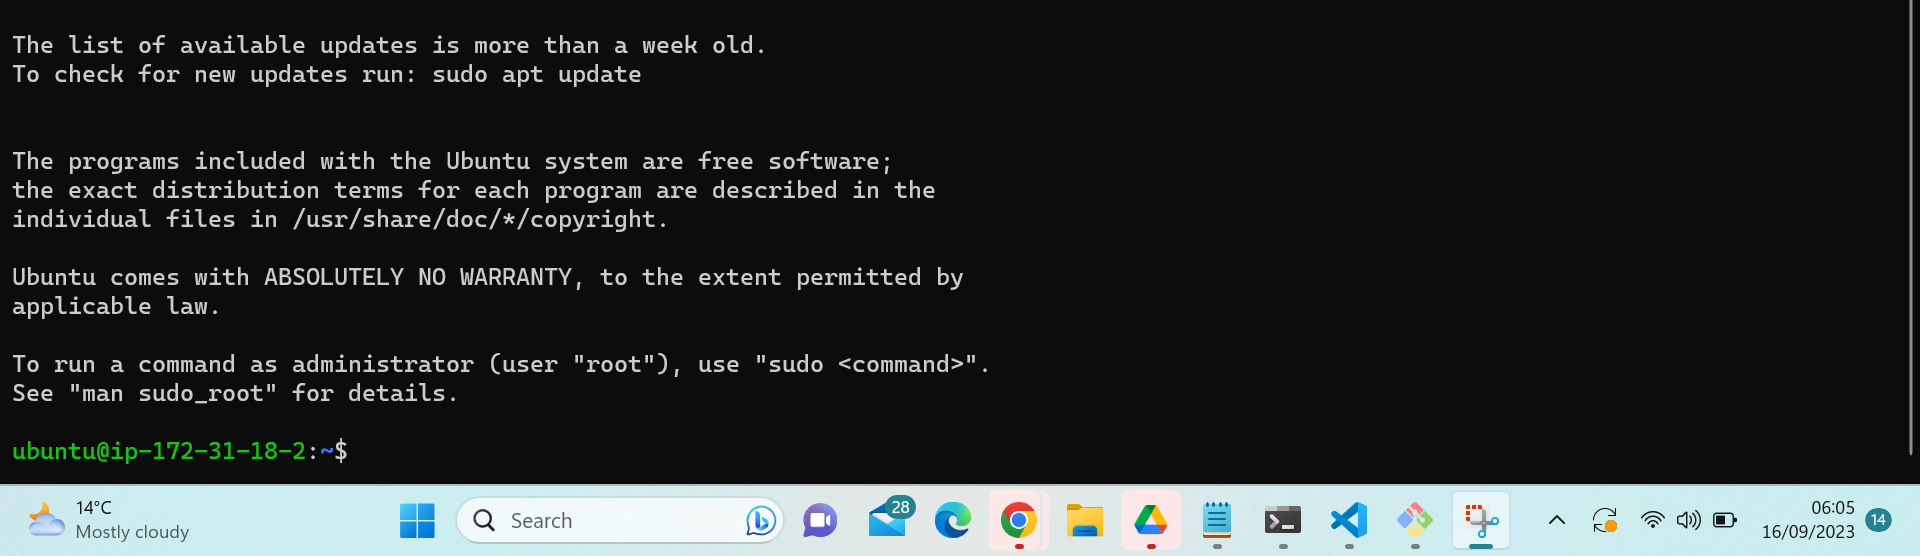 The list of available updates is more than a week old.
To check for new updates run: sudo apt update
The programs included with the Ubuntu system are free software;
the exact distribution terms for each program are described in the
individual files in /usr/share/doc/*/copyright.
Ubuntu comes with ABSOLUTELY NO WARRANTY, to the extent permitted by
applicable law.
To run a command as administrator (user "root"), use "sudo <command>".
See "man sudo_root" for details.
ubuntu@ip-172-31-18-2:~$
14°C
Mostly cloudy
Search
28
06:05
16/09/2023
14